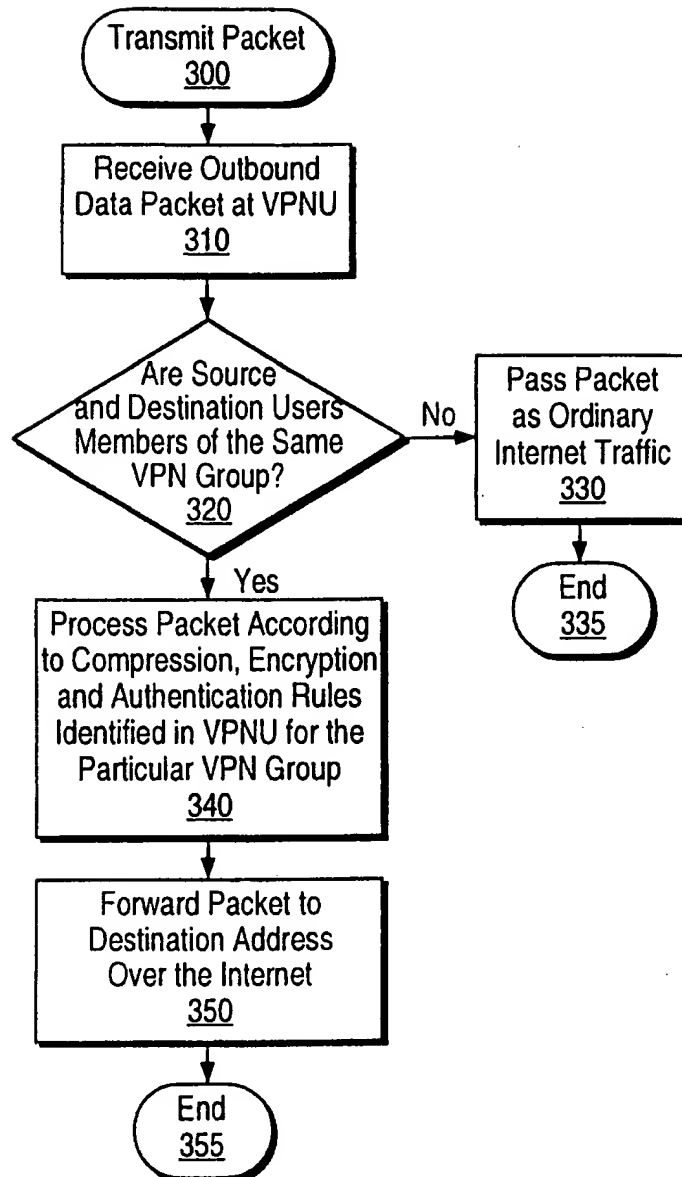 Transmit Packet
300
Receive Outbound
Data Packet at VPNU
310
Are Source
and Destination Users
Members of the Same
VPN Group?
320
No
Pass Packet
as Ordinary
Internet Traffic
330
End
335
Yes
Process Packet According
to Compression, Encryption
and Authentication Rules
Identified in VPNU for the
Particular VPN Group
340
Forward Packet to
Destination Address
Over the Internet
350
End
355